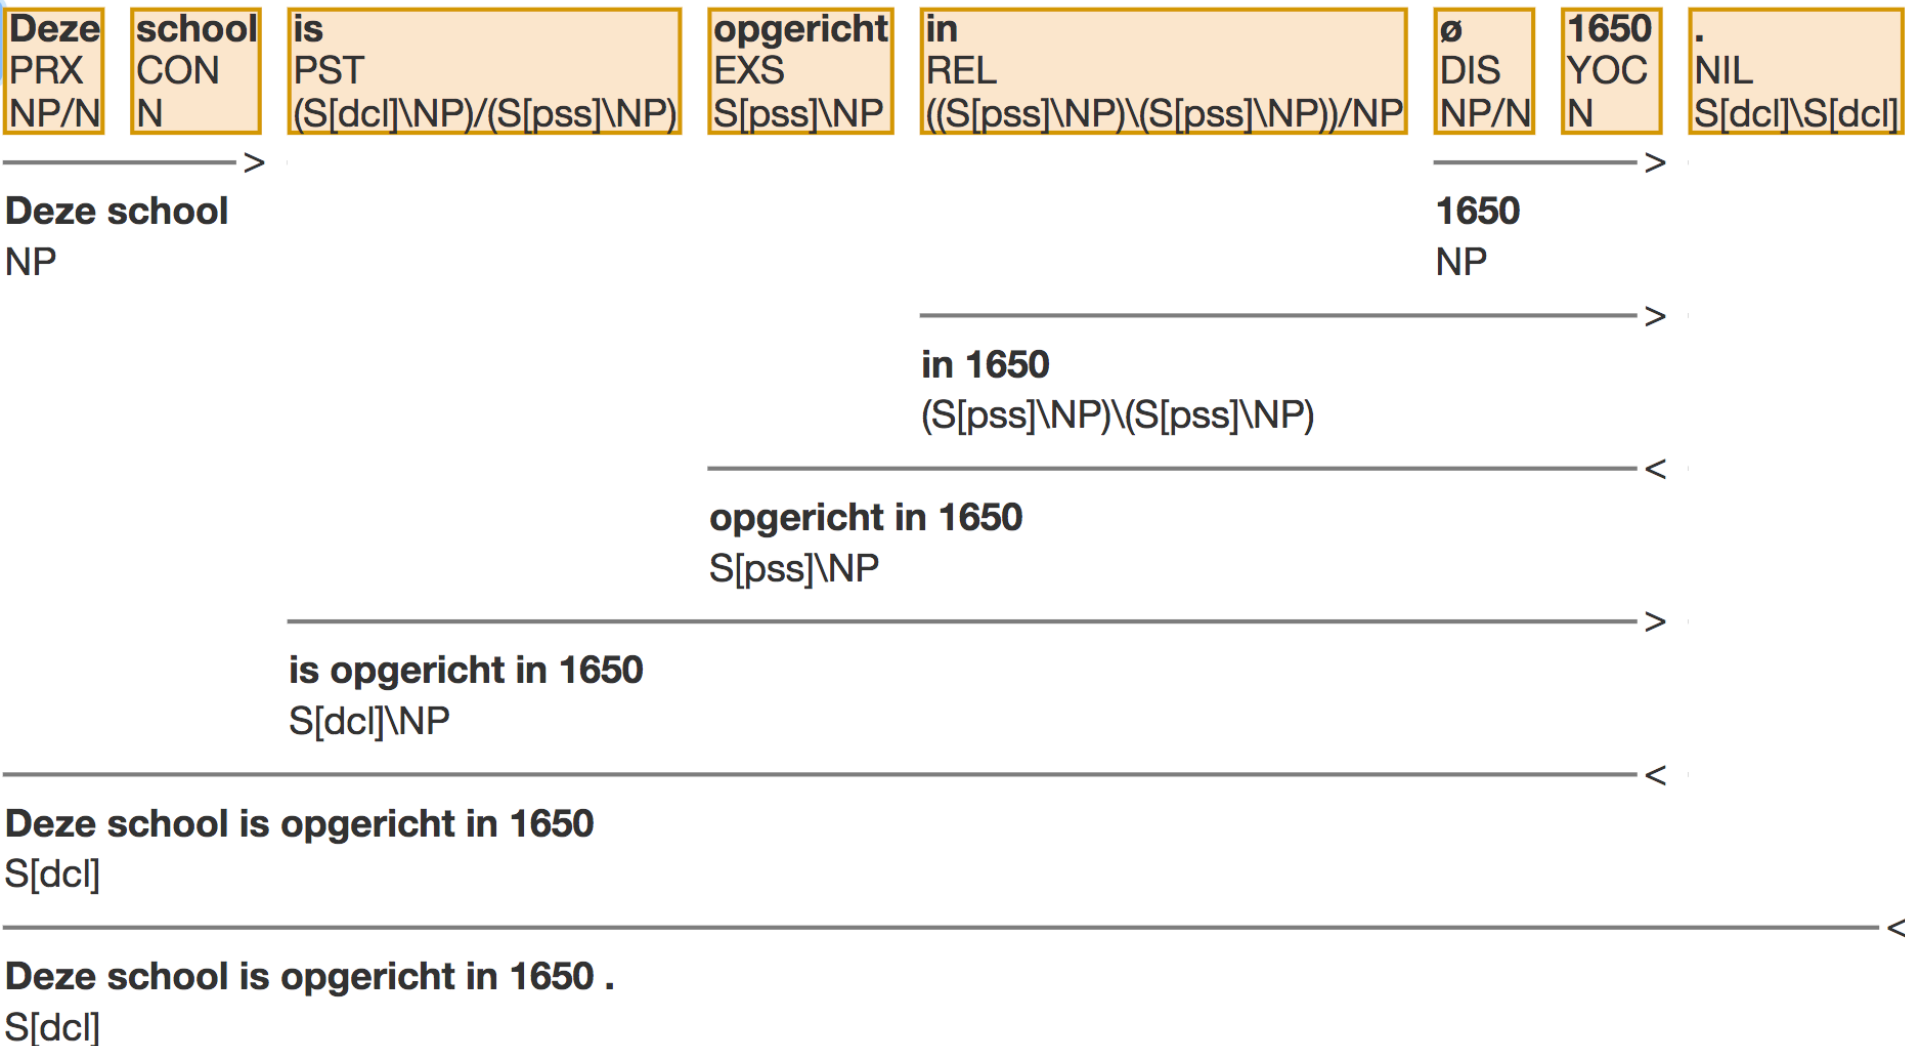 Deze school is opgericht in ø 1650 .
PRX CON PST EXS REL DIS YOC NIL
NP/N N (S[dcl]\NP)/(S[pss]\NP) S[pss]\NP ((S[pss]\NP)\(S[pss]\NP))/NP NP/N N S[dcl]\S[dcl]
> >
Deze school 1650
NP NP
>
in 1650
(S[pss]\NP)\(S[pss]\NP)
<
opgericht in 1650
S[pss]\NP
>
is opgericht in 1650
S[dcl]\NP
<
Deze school is opgericht in 1650
S[dcl]
<
Deze school is opgericht in 1650 .
S[dcl]